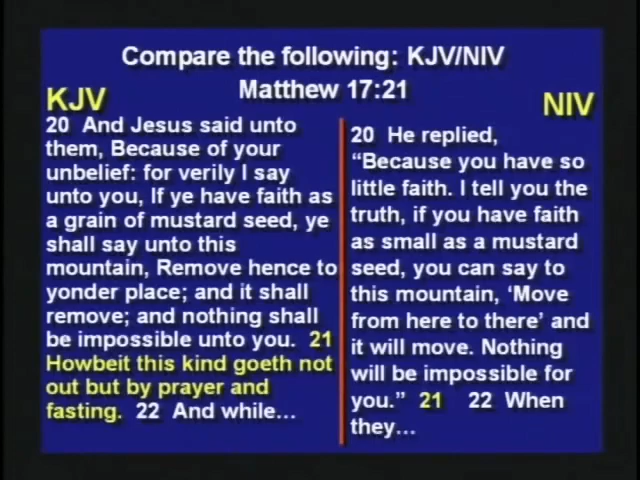 Compare the following: KJV/NIV
Matthew 17:21
KJV
20 And Jesus said unto
them, Because of your
unbelief: for verily I say
unto you, If ye have faith as
a grain of mustard seed, ye
shall say unto this
mountain, Remove hence to
yonder place; and it shall
remove; and nothing shall
be impossible unto you. 21
Howbeit this kind goeth not
out but by prayer and
fasting. 22 And while...
NIV
20 He replied,
“Because you have so
little faith. I tell you the
truth, if you have faith
as small as a mustard
seed, you can say to
this mountain, ‘Move
from here to there’ and
it will move. Nothing
will be impossible for
you.” 21 22 When
they...